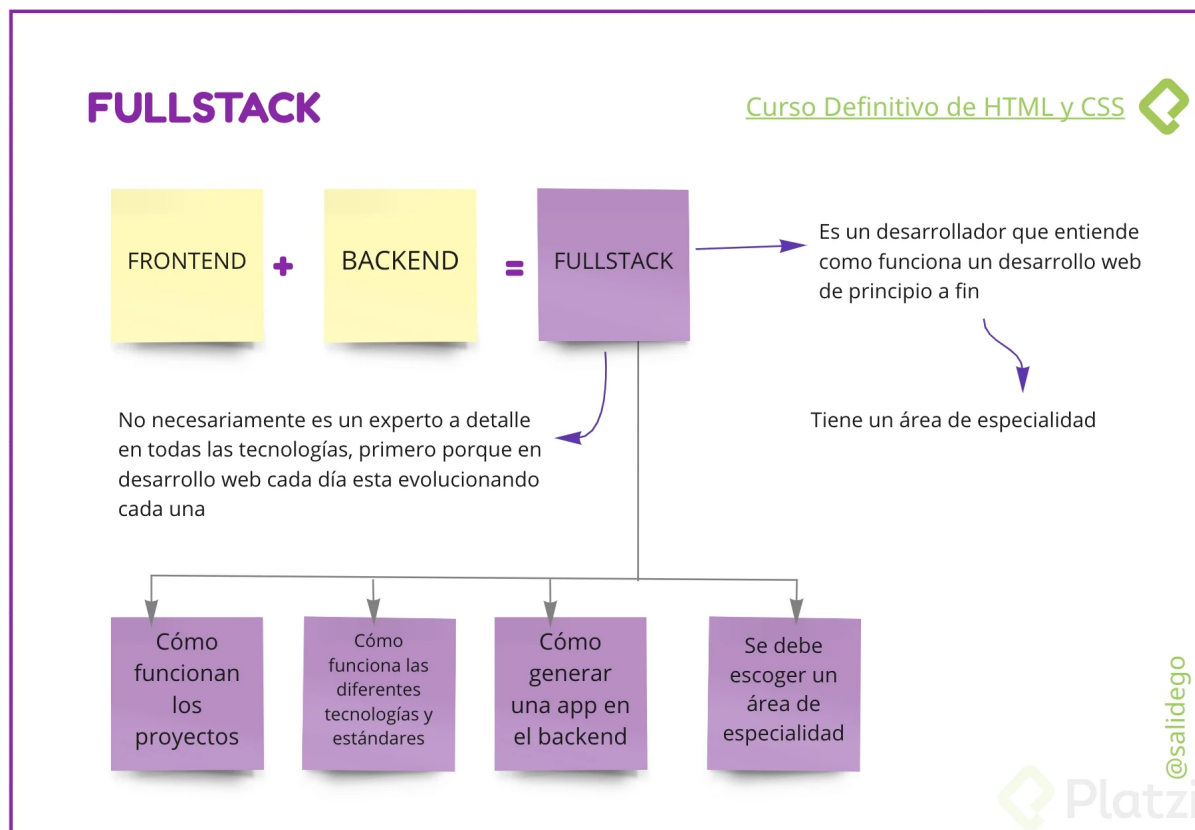 FULLSTACK
Curso Definitivo de HTML y CSS
FRONTEND
+
BACKEND
=
FULLSTACK
Es un desarrollador que entiende
como funciona un desarrollo web
de principio a fin
Tiene un área de especialidad
No necesariamente es un experto a detalle
en todas las tecnologías, primero porque en
desarrollo web cada día esta evolucionando
cada una
Cómo
funcionan
los
proyectos
Cómo
funciona las
diferentes
tecnologías y
estándares
Cómo
generar
una app en
el backend
Se debe
escoger un
área de
especialidad
@salidego
Platzi